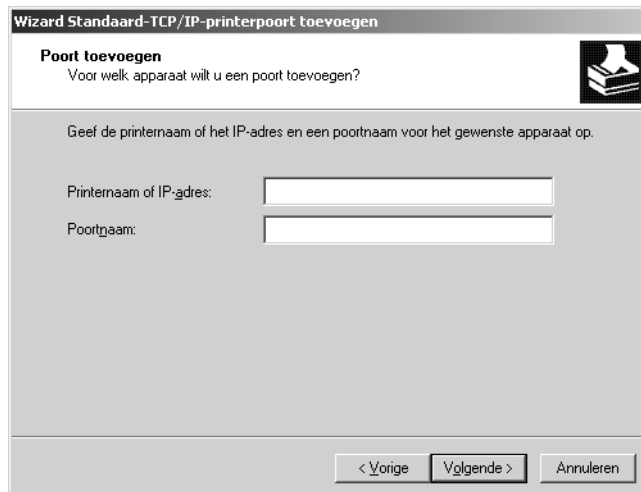 Wizard Standaard-TCP/IP-printerpoort toevoegen
Poort toevoegen
Voor welk apparaat wilt u een poort toevoegen?
Geef de printernaam of het IP-adres en een poortnaam voor het gewenste apparaat op.
Printernaam of IP-adres:
Poortnaam:
< Vorige
Volgende >
Annuleren